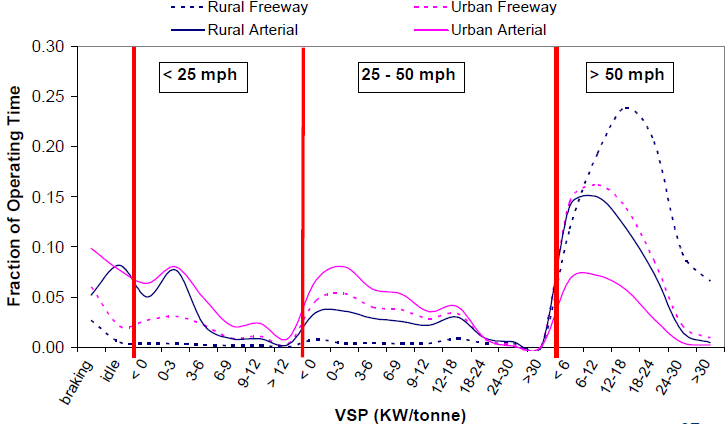 Rural Freeway
Urban Freeway
Rural Arterial
Urban Arterial
Fraction of Operating Time
0.30
0.25
0.20
0.15
0.10
0.05
0.00
< 25 mph
25 - 50 mph
> 50 mph
braking
idle
< 0
0-3
3-6
6-9
9-12
> 12
< 0
0-3
3-6
6-9
9-12
12-18
18-24
24-30
>30
< 6
6-12
12-18
18-24
24-30
>30
VSP (KW/tonne)